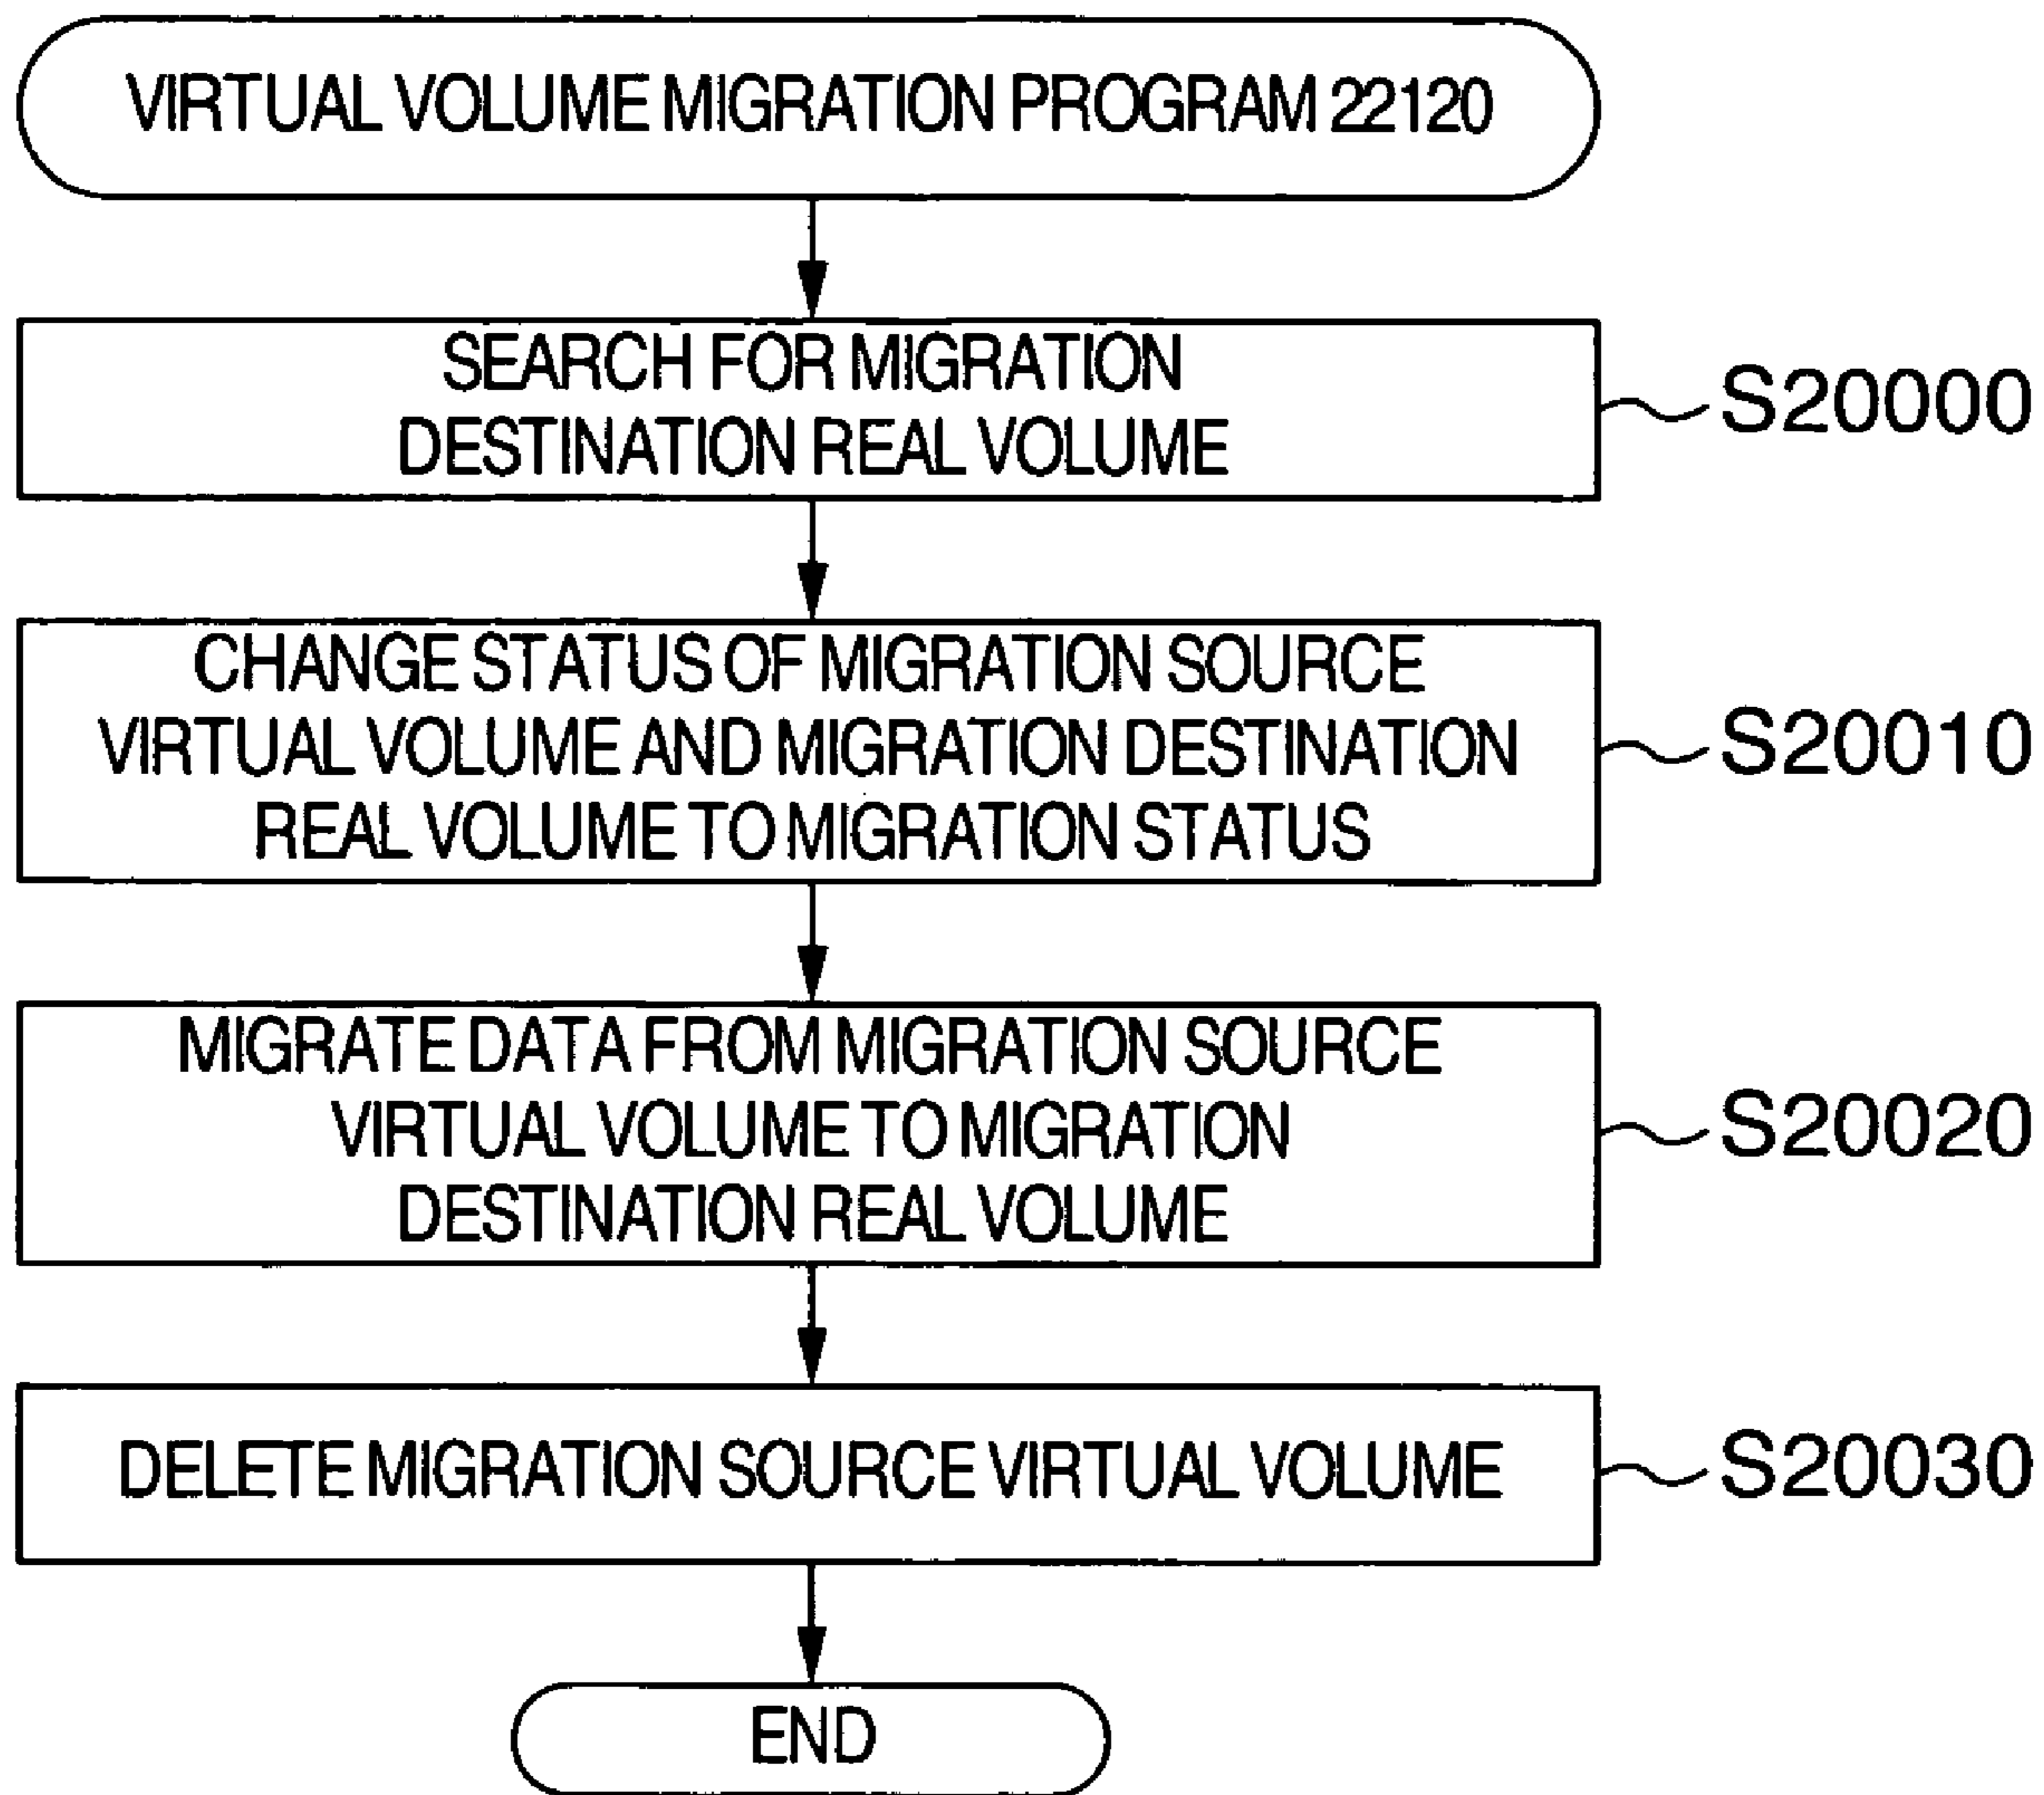 VIRTUAL VOLUME MIGRATION PROGRAM 22120
SEARCH FOR MIGRATION
DESTINATION REAL VOLUME
S20000
CHANGE STATUS OF MIGRATION SOURCE
VIRTUAL VOLUME AND MIGRATION DESTINATION
REAL VOLUME TO MIGRATION STATUS
S20010
MIGRATE DATA FROM MIGRATION SOURCE
VIRTUAL VOLUME TO MIGRATION
DESTINATION REAL VOLUME
S20020
DELETE MIGRATION SOURCE VIRTUAL VOLUME
S20030
END